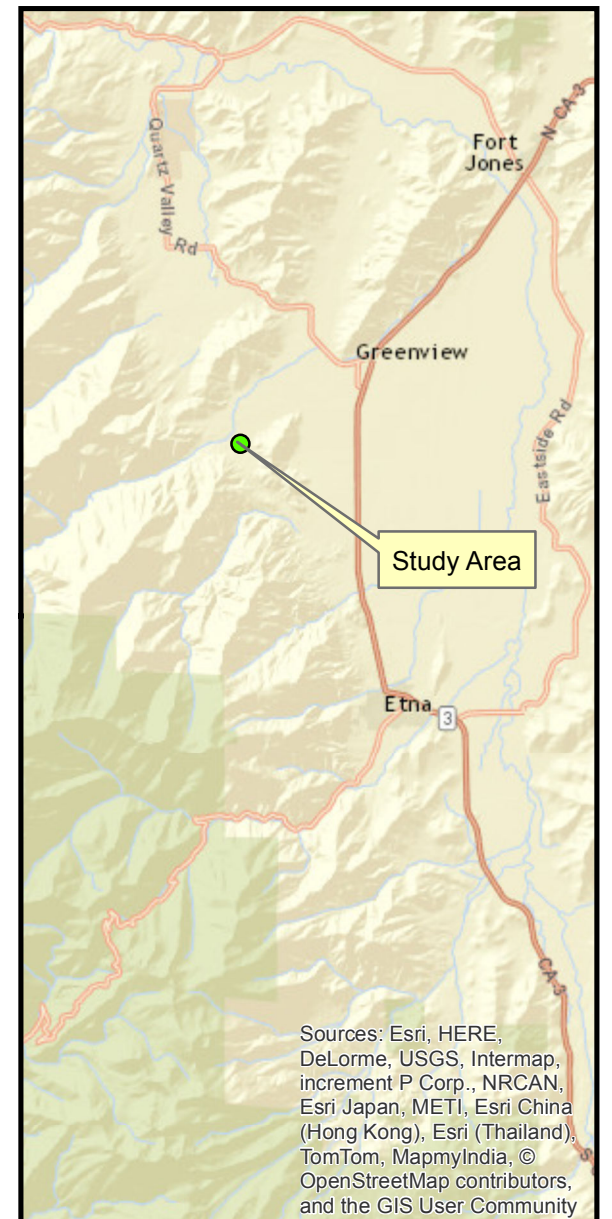 Fort
Jones
N CA-3
Quartz Valley
Rd
Greenview
Eastside Rd
Study Area
Etna
3
CA-3
Sources: Esri, HERE,
DeLorme, USGS, Intermap,
increment P Corp., NRCAN,
Esri Japan, METI, Esri China
(Hong Kong), Esri (Thailand),
TomTom, MapmyIndia, ©
OpenStreetMap contributors,
and the GIS User Community